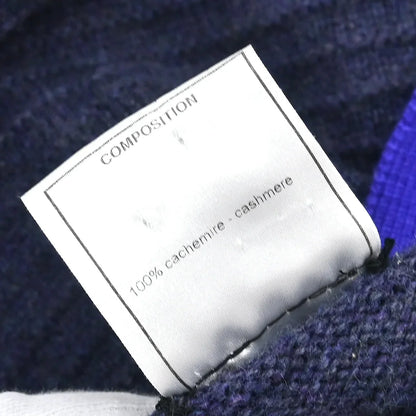 COMPOSITION
100% cachemire - cashmere